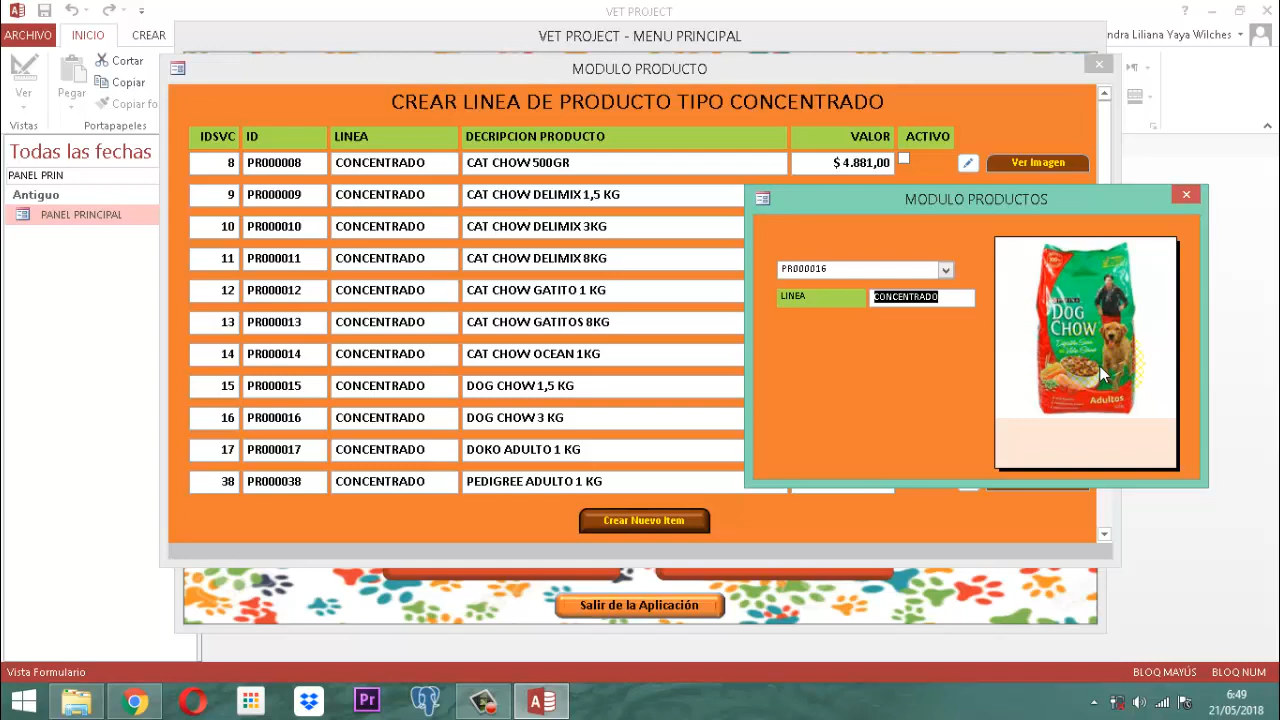 VET PROJECT
ARCHIVO
INICIO
CREAR
ndra Liliana Yaya Wilches
Ver
Pegar
Cortar
Copiar
Copiar fo
Vistas
Portapapeles
Todas las fechas
PANEL PRIN
Antiguo
PANEL PRINCIPAL
VET PROJECT - MENU PRINCIPAL
MODULO PRODUCTO
CREAR LINEA DE PRODUCTO TIPO CONCENTRADO
IDSVC ID LINEA DECRIPCION PRODUCTO VALOR ACTIVO
8 PR000008 CONCENTRADO CAT CHOW 500GR $ 4.881,00 Ver Imagen
9 PR000009 CONCENTRADO CAT CHOW DELIMIX 1,5 KG
10 PR000010 CONCENTRADO CAT CHOW DELIMIX 3KG
11 PR000011 CONCENTRADO CAT CHOW DELIMIX 8KG
12 PR000012 CONCENTRADO CAT CHOW GATITO 1 KG
13 PR000013 CONCENTRADO CAT CHOW GATITOS 8KG
14 PR000014 CONCENTRADO CAT CHOW OCEAN 1KG
15 PR000015 CONCENTRADO DOG CHOW 1,5 KG
16 PR000016 CONCENTRADO DOG CHOW 3 KG
17 PR000017 CONCENTRADO DOKO ADULTO 1 KG
38 PR000038 CONCENTRADO PEDIGREE ADULTO 1 KG
Crear Nuevo Item
MODULO PRODUCTOS
PR000016
LINEA CONCENTRADO
DOG
CHOW
Adultos
Salir de la Aplicación
Vista Formulario
BLOQ MAYÚS BLOQ NUM
Pr
6:49
21/05/2018